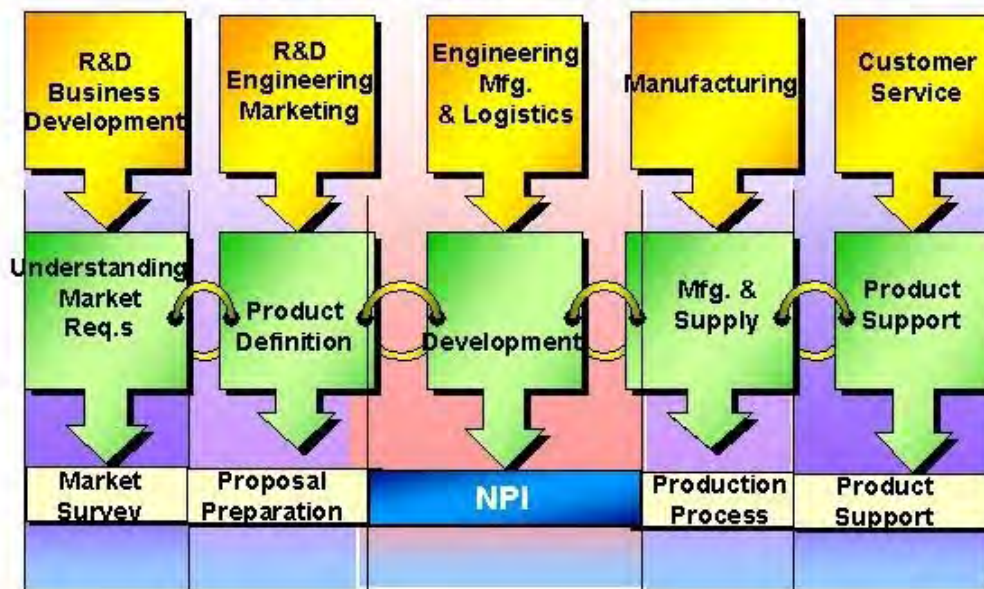 R&D
Business
Development
R&D
Engineering
Marketing
Engineering
Mfg.
& Logistics
Manufacturing
Customer
Service
Understanding
Market
Req.s
Product
Definition
Development
Mfg. &
Supply
Product
Support
Market
Survey
Proposal
Preparation
NPI
Production
Process
Product
Support